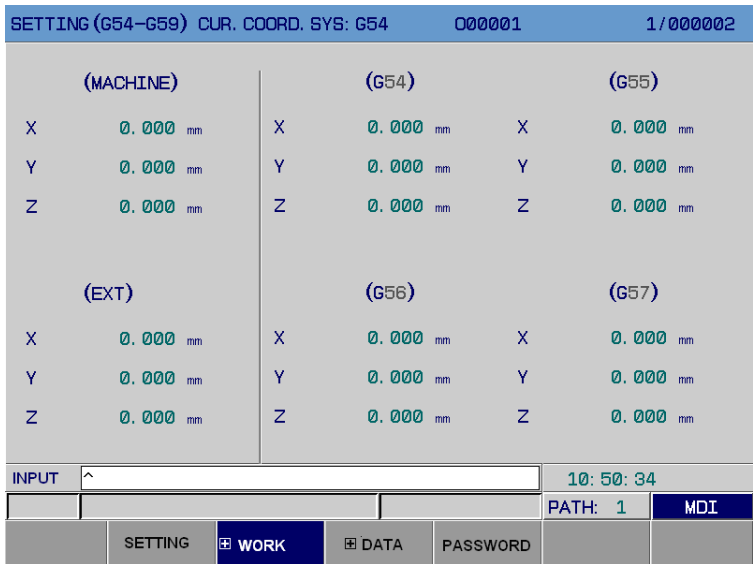 SETTING (G54-G59) CUR. COORD. SYS: G54 O00001 1/000002
(MACHINE) (G54) (G55)
X 0.000 mm X 0.000 mm X 0.000 mm
Y 0.000 mm Y 0.000 mm Y 0.000 mm
Z 0.000 mm Z 0.000 mm Z 0.000 mm
(EXT) (G56) (G57)
X 0.000 mm X 0.000 mm X 0.000 mm
Y 0.000 mm Y 0.000 mm Y 0.000 mm
Z 0.000 mm Z 0.000 mm Z 0.000 mm
INPUT ^ 10:50:34
PATH: 1 MDI
SETTING ⊞ WORK ⊞ DATA PASSWORD